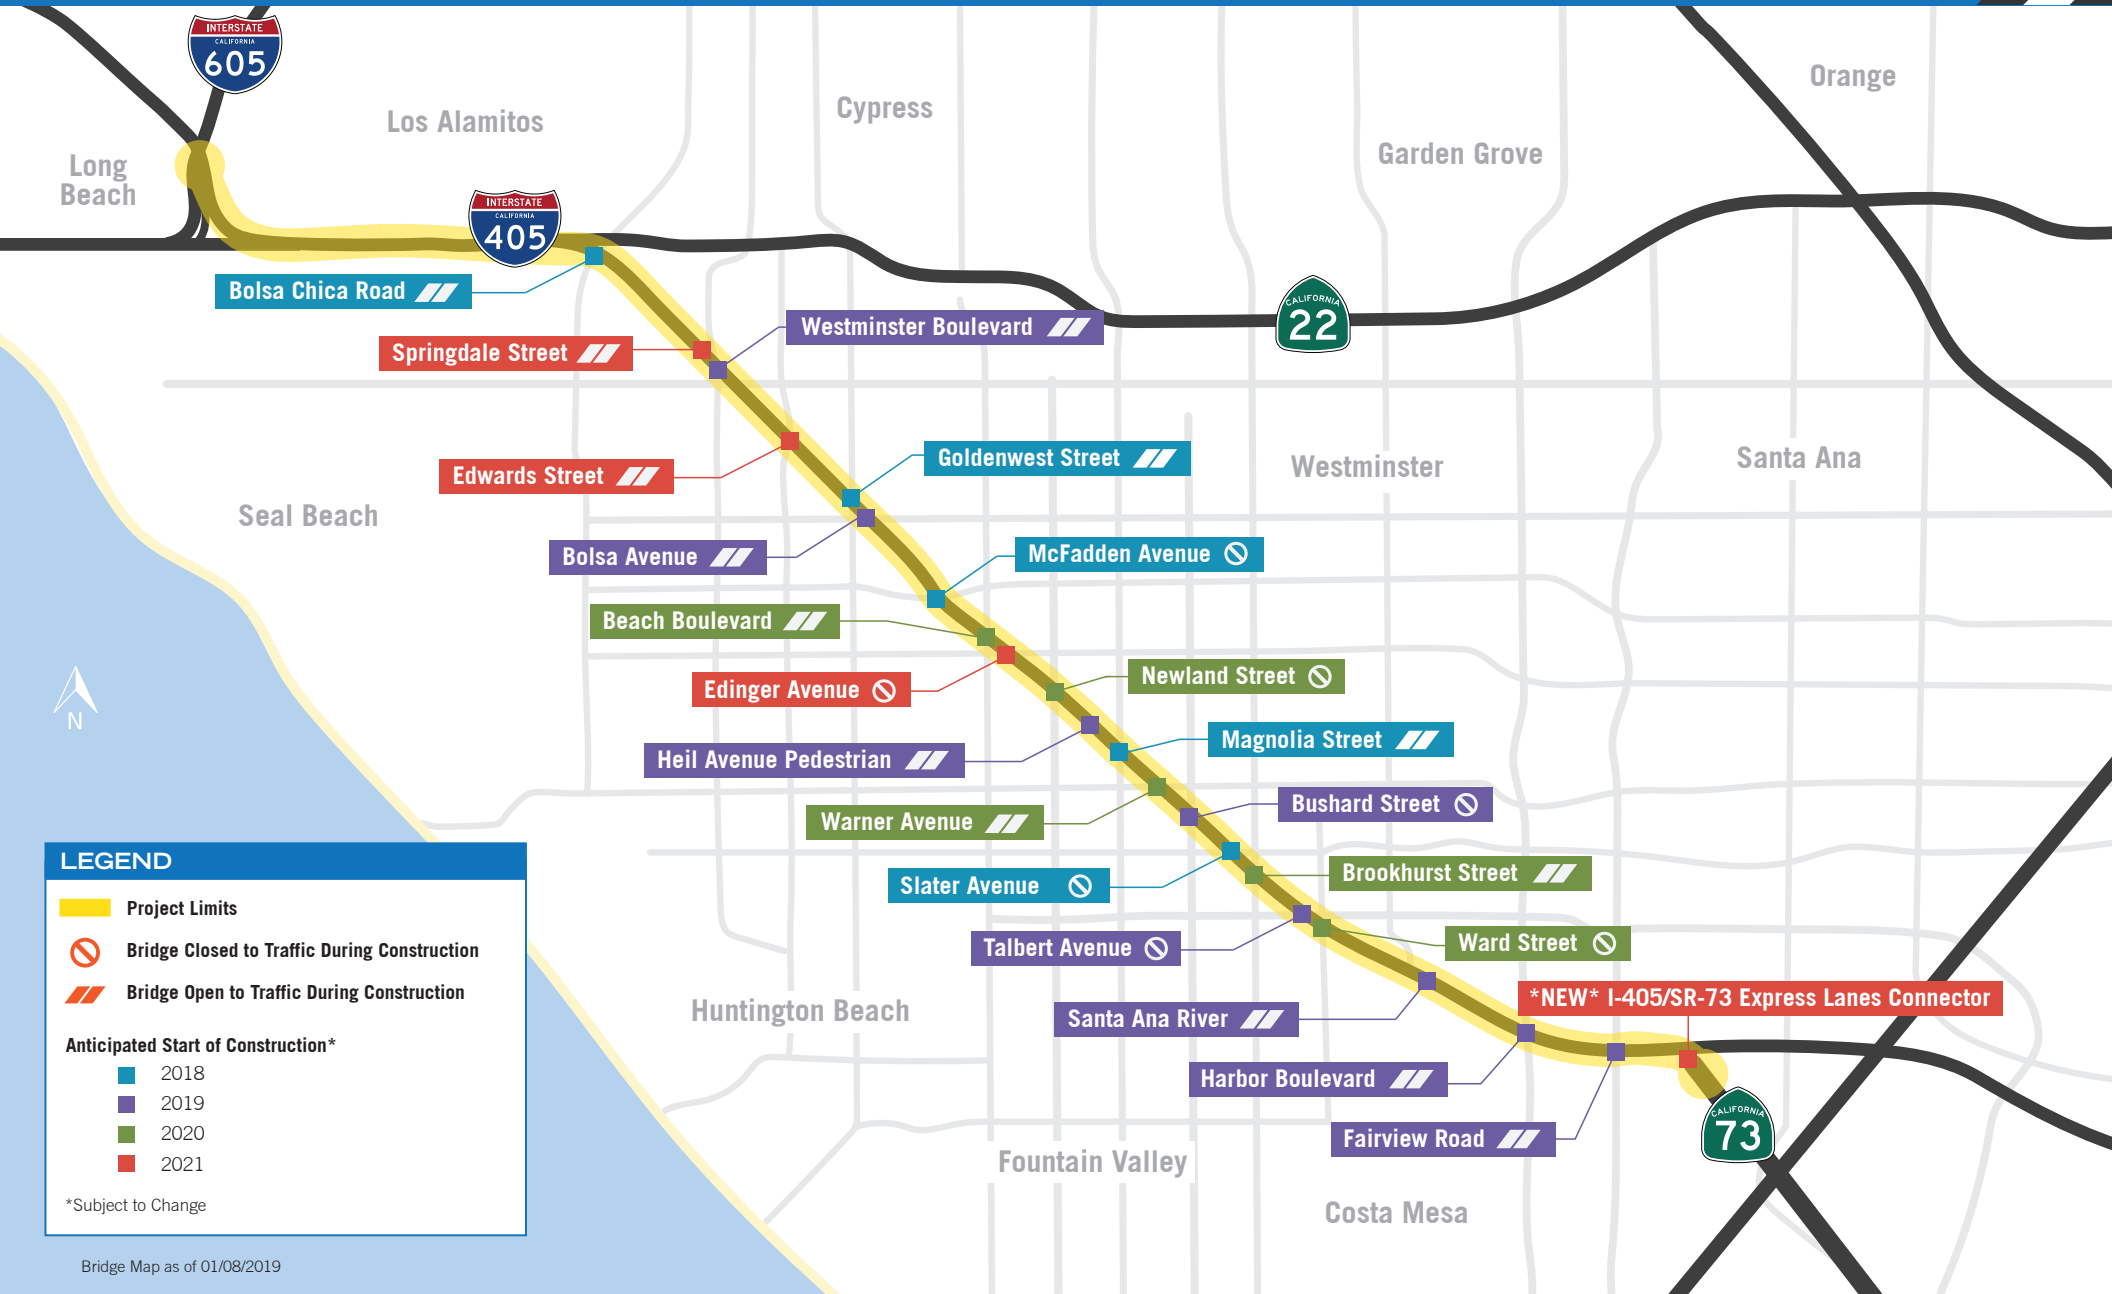 INTERSTATE
CALIFORNIA
605
Los Alamitos
Cypress
Orange
Garden Grove
Long
Beach
INTERSTATE
CALIFORNIA
405
Bolsa Chica Road
Westminster Boulevard
CALIFORNIA
22
Springdale Street
Goldenwest Street
Westminster
Santa Ana
Edwards Street
Seal Beach
Bolsa Avenue
McFadden Avenue
Beach Boulevard
Newland Street
Edinger Avenue
N
Magnolia Street
Heil Avenue Pedestrian
Bushard Street
Warner Avenue
Brookhurst Street
Slater Avenue
Ward Street
Talbert Avenue
*NEW* I-405/SR-73 Express Lanes Connector
Huntington Beach
Santa Ana River
Harbor Boulevard
CALIFORNIA
73
Fairview Road
Fountain Valley
Costa Mesa
LEGEND
Project Limits
Bridge Closed to Traffic During Construction
Bridge Open to Traffic During Construction
Anticipated Start of Construction*
2018
2019
2020
2021
*Subject to Change
Bridge Map as of 01/08/2019